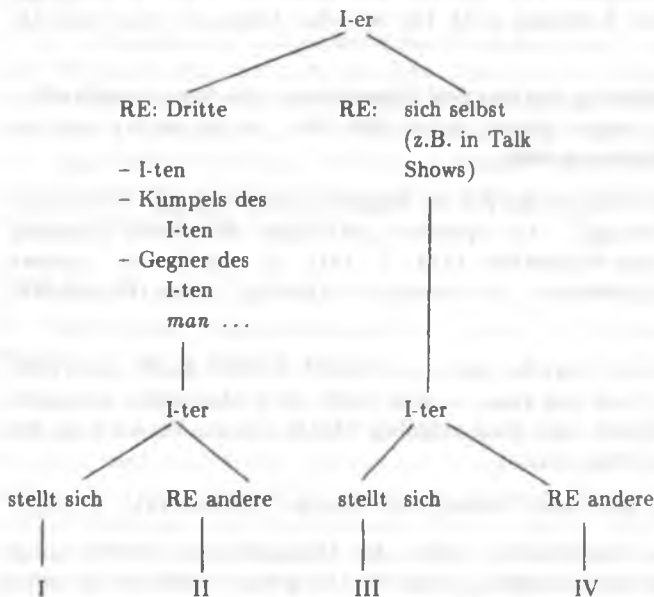 I-er
RE: Dritte RE: sich selbst
(z.B. in Talk
– I-ten Shows)
– Kumpels des
I-ten
– Gegner des
I-ten
man ...
I-ter I-ter
stellt sich RE andere stellt sich RE andere
I II III IV